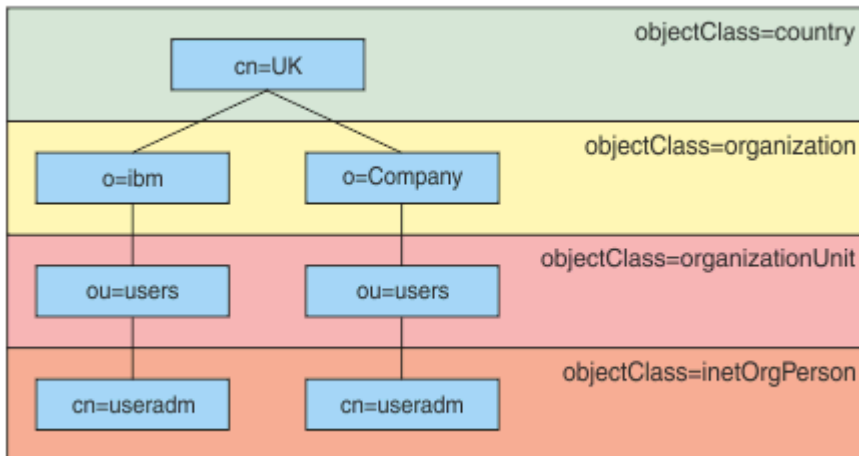 objectClass=country
cn=UK
objectClass=organization
o=ibm
o=Company
objectClass=organizationUnit
ou=users
ou=users
objectClass=inetOrgPerson
cn=useradm
cn=useradm